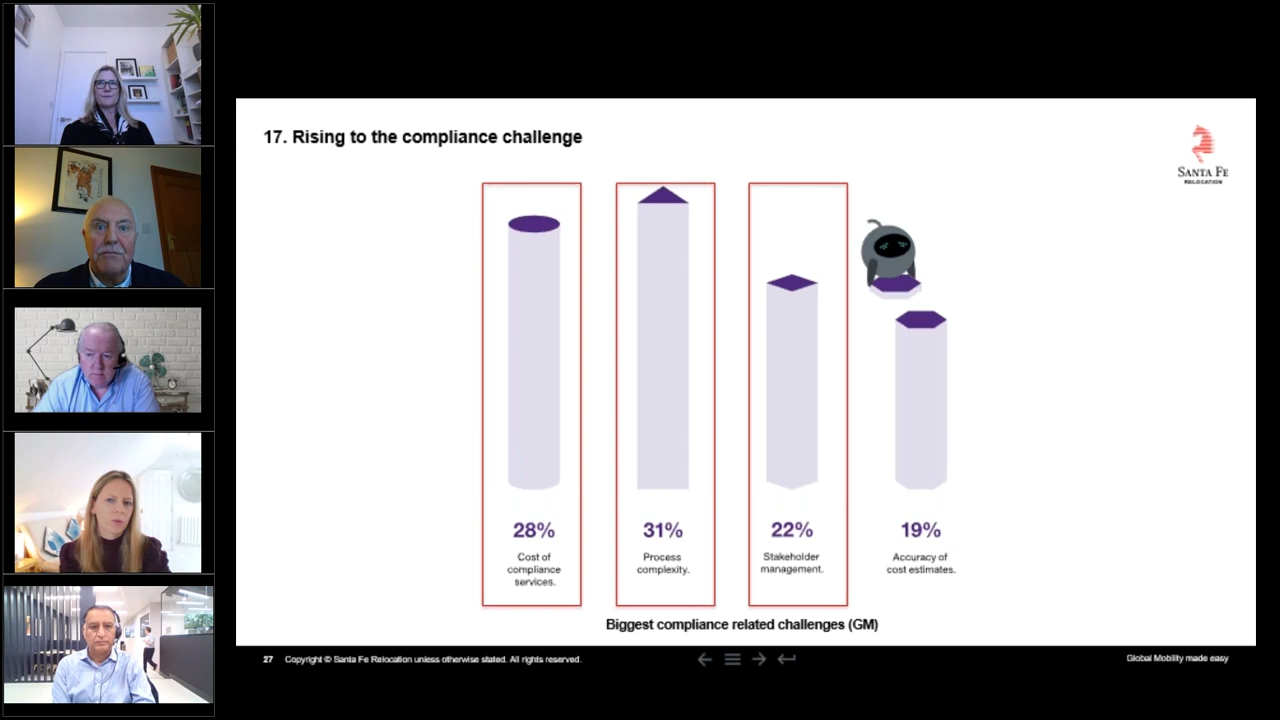 17. Rising to the compliance challenge
SANTA FE
RELOCATION
28%
Cost of
compliance
services.
31%
Process
complexity.
22%
Stakeholder
management.
19%
Accuracy of
cost estimates.
Biggest compliance related challenges (GM)
27 Copyright © Santa Fe Relocation unless otherwise stated. All rights reserved.
Global Mobility made easy